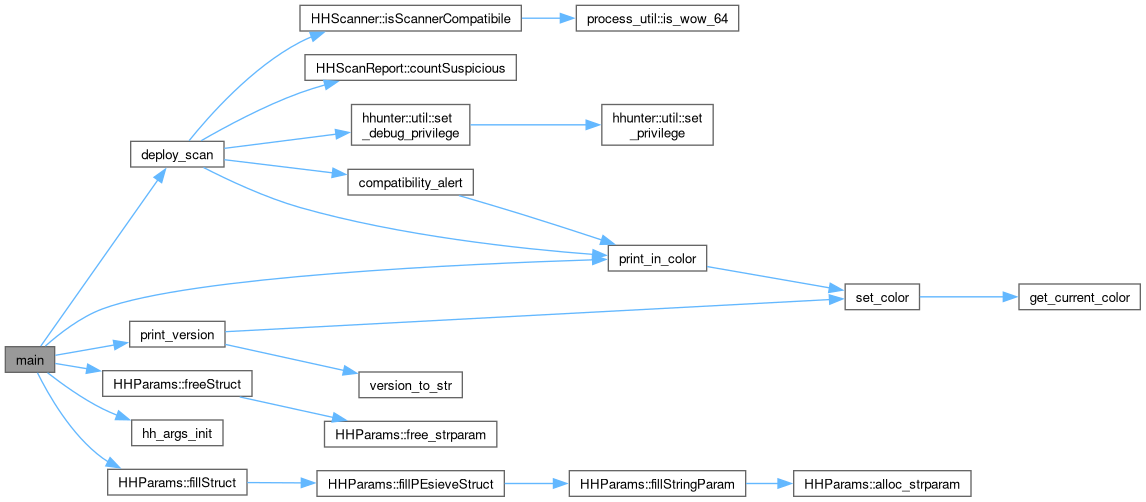 HHScanner::isScannerCompatibile
process_util::is_wow_64
HHScanReport::countSuspicious
hhunter::util::set
_debug_privilege
hhunter::util::set
_privilege
deploy_scan
compatibility_alert
print_in_color
set_color
get_current_color
print_version
main
version_to_str
HHParams::freeStruct
hh_args_init
HHParams::free_strparam
HHParams::fillStruct
HHParams::fillPEsieveStruct
HHParams::fillStringParam
HHParams::alloc_strparam